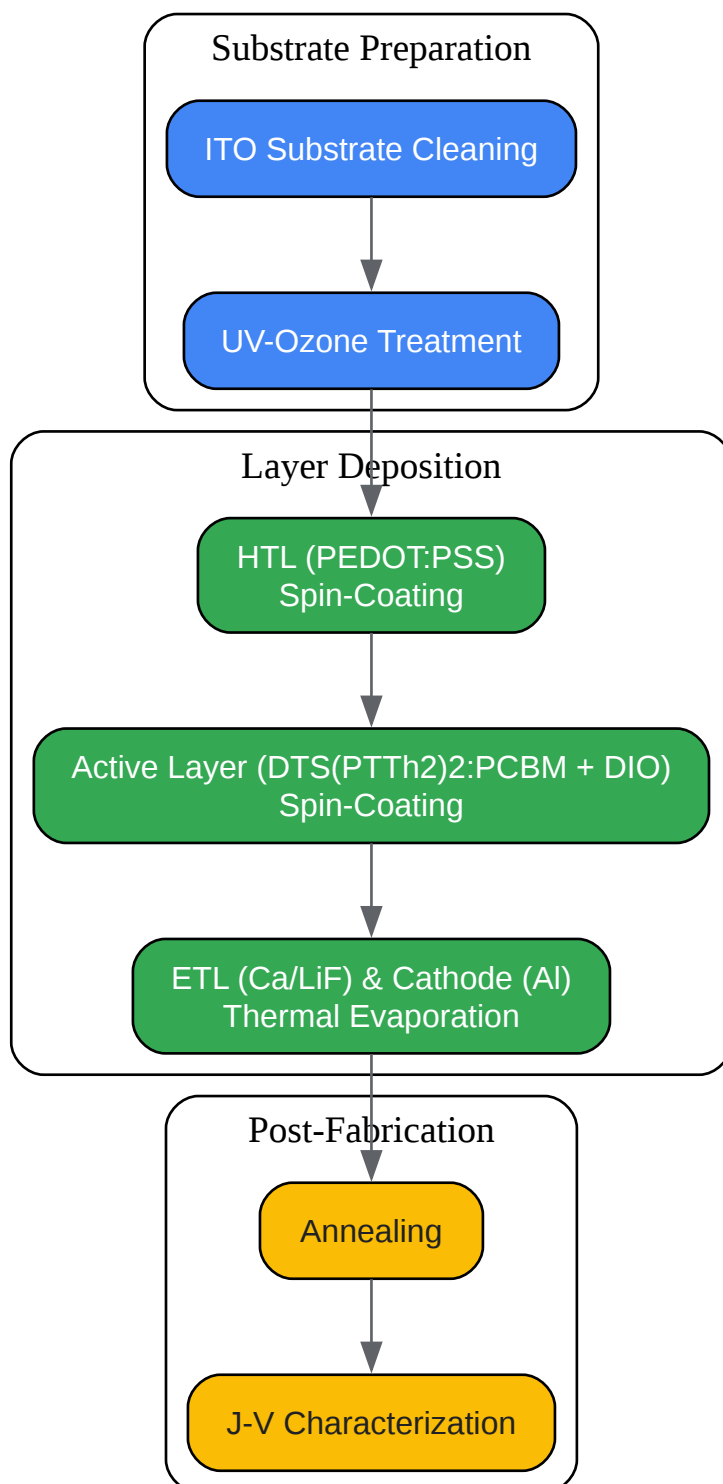 Substrate Preparation
ITO Substrate Cleaning
UV-Ozone Treatment
Layer Deposition
HTL (PEDOT:PSS)
Spin-Coating
Active Layer (DTS(PTTh2)2:PCBM + DIO)
Spin-Coating
ETL (Ca/LiF) & Cathode (Al)
Thermal Evaporation
Post-Fabrication
Annealing
J-V Characterization